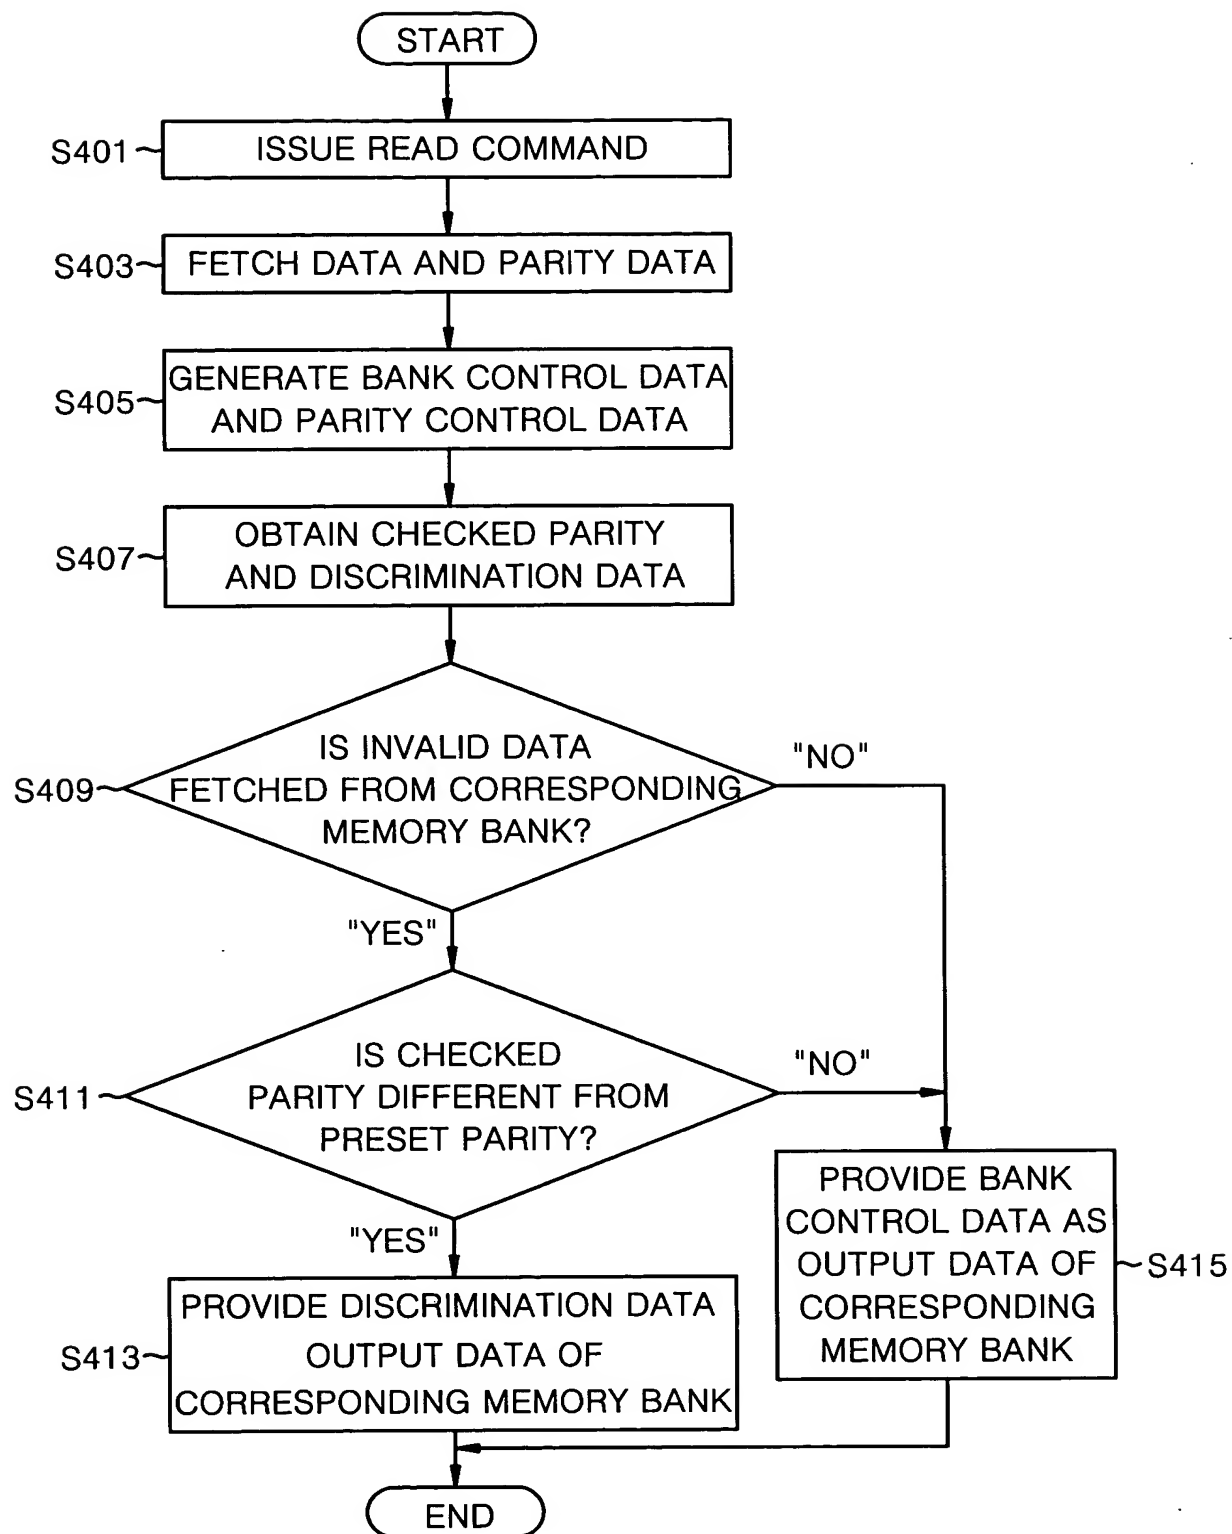 START
S401
ISSUE READ COMMAND
S403
FETCH DATA AND PARITY DATA
S405
GENERATE BANK CONTROL DATA
AND PARITY CONTROL DATA
S407
OBTAIN CHECKED PARITY
AND DISCRIMINATION DATA
S409
IS INVALID DATA
FETCHED FROM CORRESPONDING
MEMORY BANK?
"NO"
"YES"
S411
IS CHECKED
PARITY DIFFERENT FROM
PRESET PARITY?
"NO"
"YES"
S413
PROVIDE DISCRIMINATION DATA
OUTPUT DATA OF
CORRESPONDING MEMORY BANK
PROVIDE BANK
CONTROL DATA AS
OUTPUT DATA OF
CORRESPONDING
MEMORY BANK
S415
END